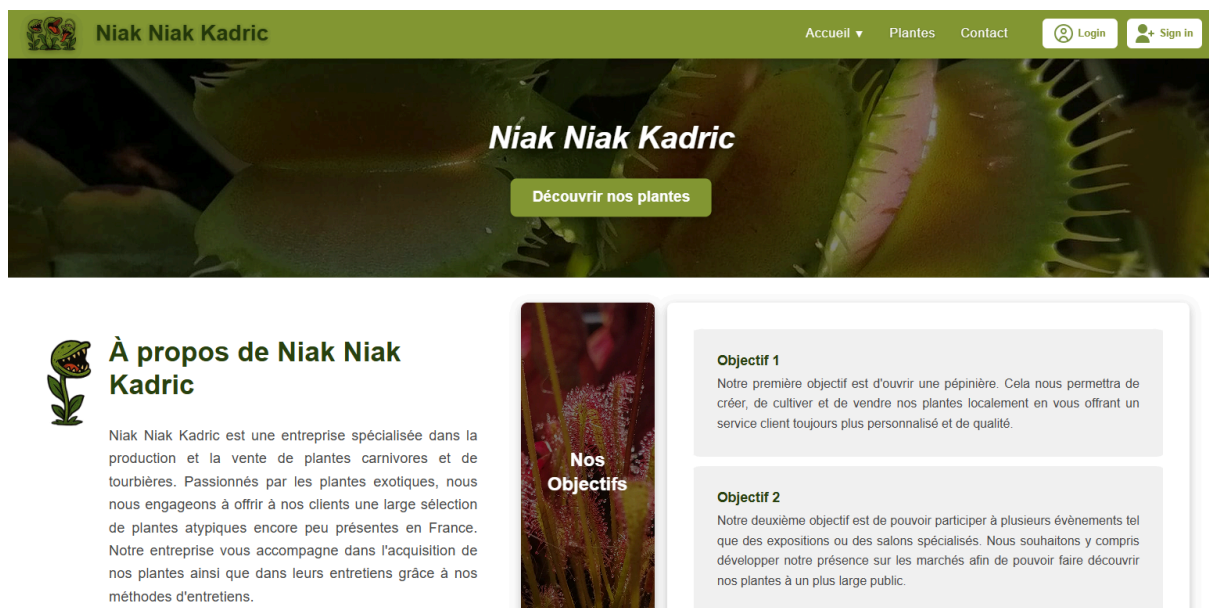 Niak Niak Kadric
Accueil ▼
Plantes
Contact
Login
Sign in
Niak Niak Kadric
Découvrir nos plantes
À propos de Niak Niak
Kadric
Niak Niak Kadric est une entreprise spécialisée dans la
production et la vente de plantes carnivores et de
tourbières. Passionnés par les plantes exotiques, nous
nous engageons à offrir à nos clients une large sélection
de plantes atypiques encore peu présentes en France.
Notre entreprise vous accompagne dans l'acquisition de
nos plantes ainsi que dans leurs entretiens grâce à nos
méthodes d'entretiens.
Nos
Objectifs
Objectif 1
Notre première objectif est d'ouvrir une pépinière. Cela nous permettra de
créer, de cultiver et de vendre nos plantes localement en vous offrant un
service client toujours plus personnalisé et de qualité.
Objectif 2
Notre deuxième objectif est de pouvoir participer à plusieurs évènements tel
que des expositions ou des salons spécialisés. Nous souhaitons y compris
développer notre présence sur les marchés afin de pouvoir faire découvrir
nos plantes à un plus large public.